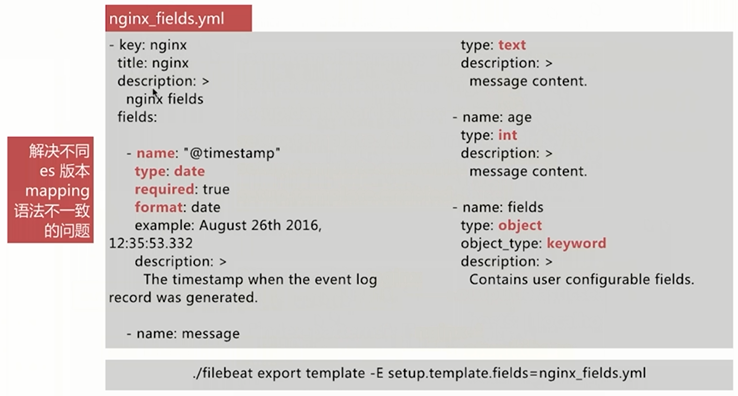 nginx_fields.yml
解决不同
es 版本
mapping
语法不一致
的问题
- key: nginx
title: nginx
description: >
nginx fields
fields:
- name: "@timestamp"
type: date
required: true
format: date
example: August 26th 2016,
12:35:53.332
description: >
The timestamp when the event log
record was generated.
- name: message
type: text
description: >
message content.
- name: age
type: int
description: >
message content.
- name: fields
type: object
object_type: keyword
description: >
Contains user configurable fields.
./filebeat export template -E setup.template.fields=nginx_fields.yml